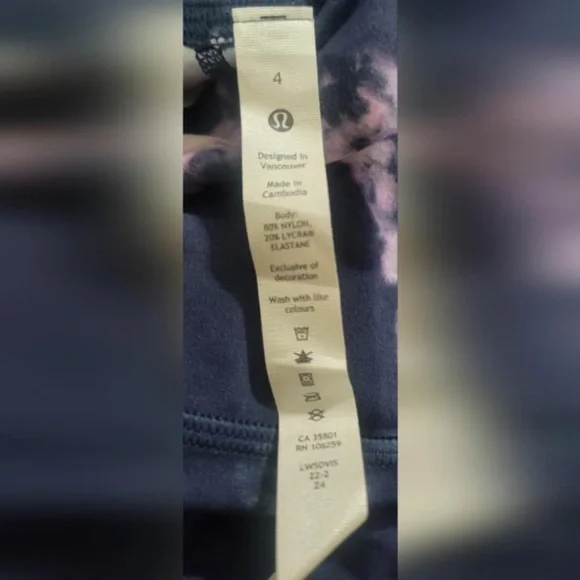 4
Designed in
Vancouver
Made in
Cambodia
Body:
80% NYLON,
20% LYCRA®
ELASTANE
Exclusive of
decoration
Wash with like
colours
CA 35801
RN 106259
LW5DVIS
22-2
24